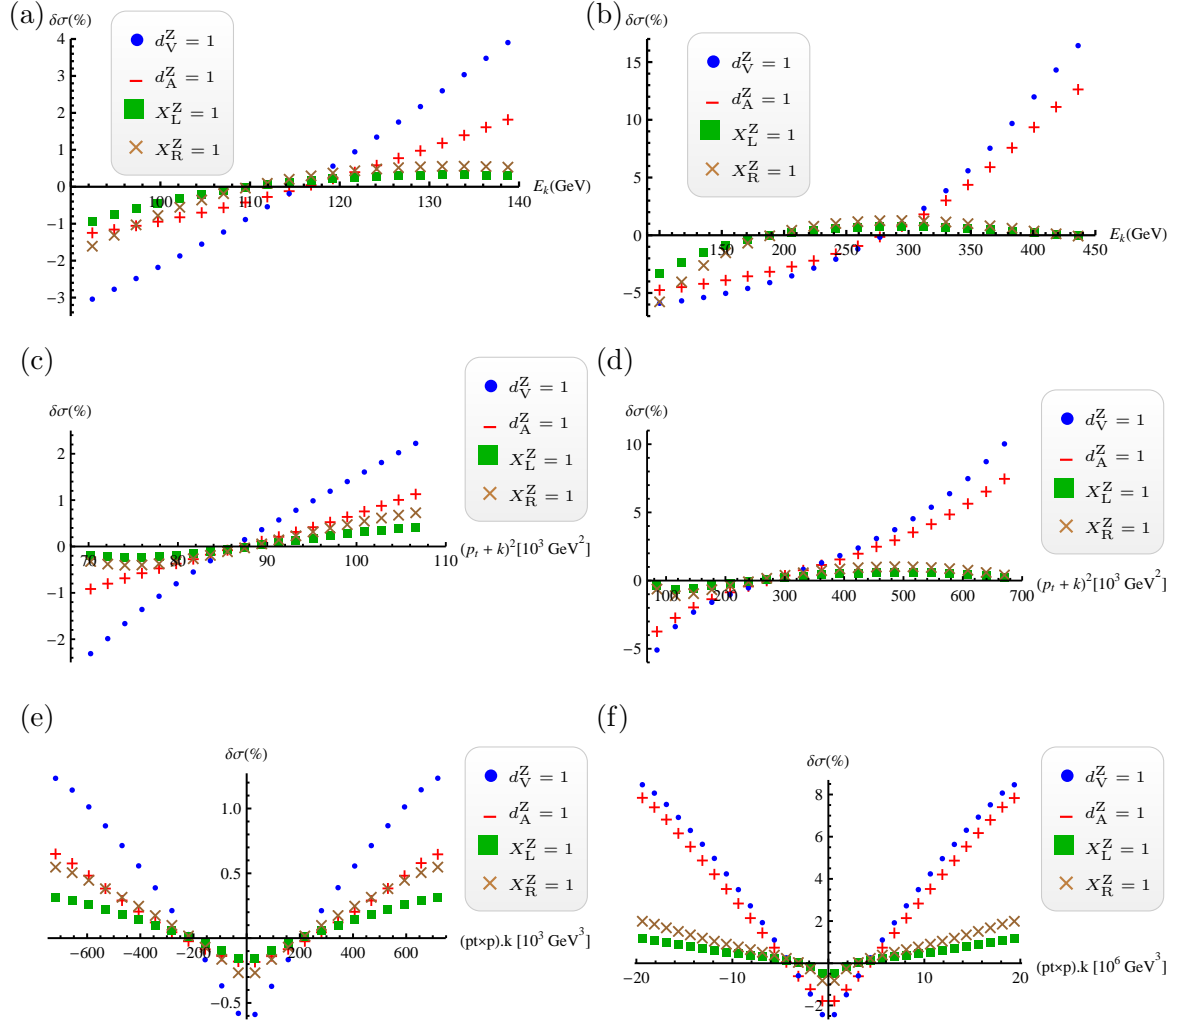 (a)
δσ(%)
4
3
2
1
0
−1
−2
−3
100
110
120
130
140
E_k(GeV)
d_V^Z = 1
d_A^Z = 1
X_L^Z = 1
X_R^Z = 1
(b)
δσ(%)
15
10
5
0
−5
150
200
250
300
350
400
450
E_k(GeV)
d_V^Z = 1
d_A^Z = 1
X_L^Z = 1
X_R^Z = 1
(c)
δσ(%)
2
1
0
−1
−2
70
80
90
100
110
(p_t + k)^2[10^3 GeV^2]
d_V^Z = 1
d_A^Z = 1
X_L^Z = 1
X_R^Z = 1
(d)
δσ(%)
10
5
0
−5
100
200
300
400
500
600
700
(p_t + k)^2[10^3 GeV^2]
d_V^Z = 1
d_A^Z = 1
X_L^Z = 1
X_R^Z = 1
(e)
δσ(%)
1.0
0.5
−0.5
−600
−400
−200
200
400
600
(pt×p).k [10^3 GeV^3]
d_V^Z = 1
d_A^Z = 1
X_L^Z = 1
X_R^Z = 1
(f)
δσ(%)
8
6
4
2
−2
−20
−10
10
20
(pt×p).k [10^6 GeV^3]
d_V^Z = 1
d_A^Z = 1
X_L^Z = 1
X_R^Z = 1